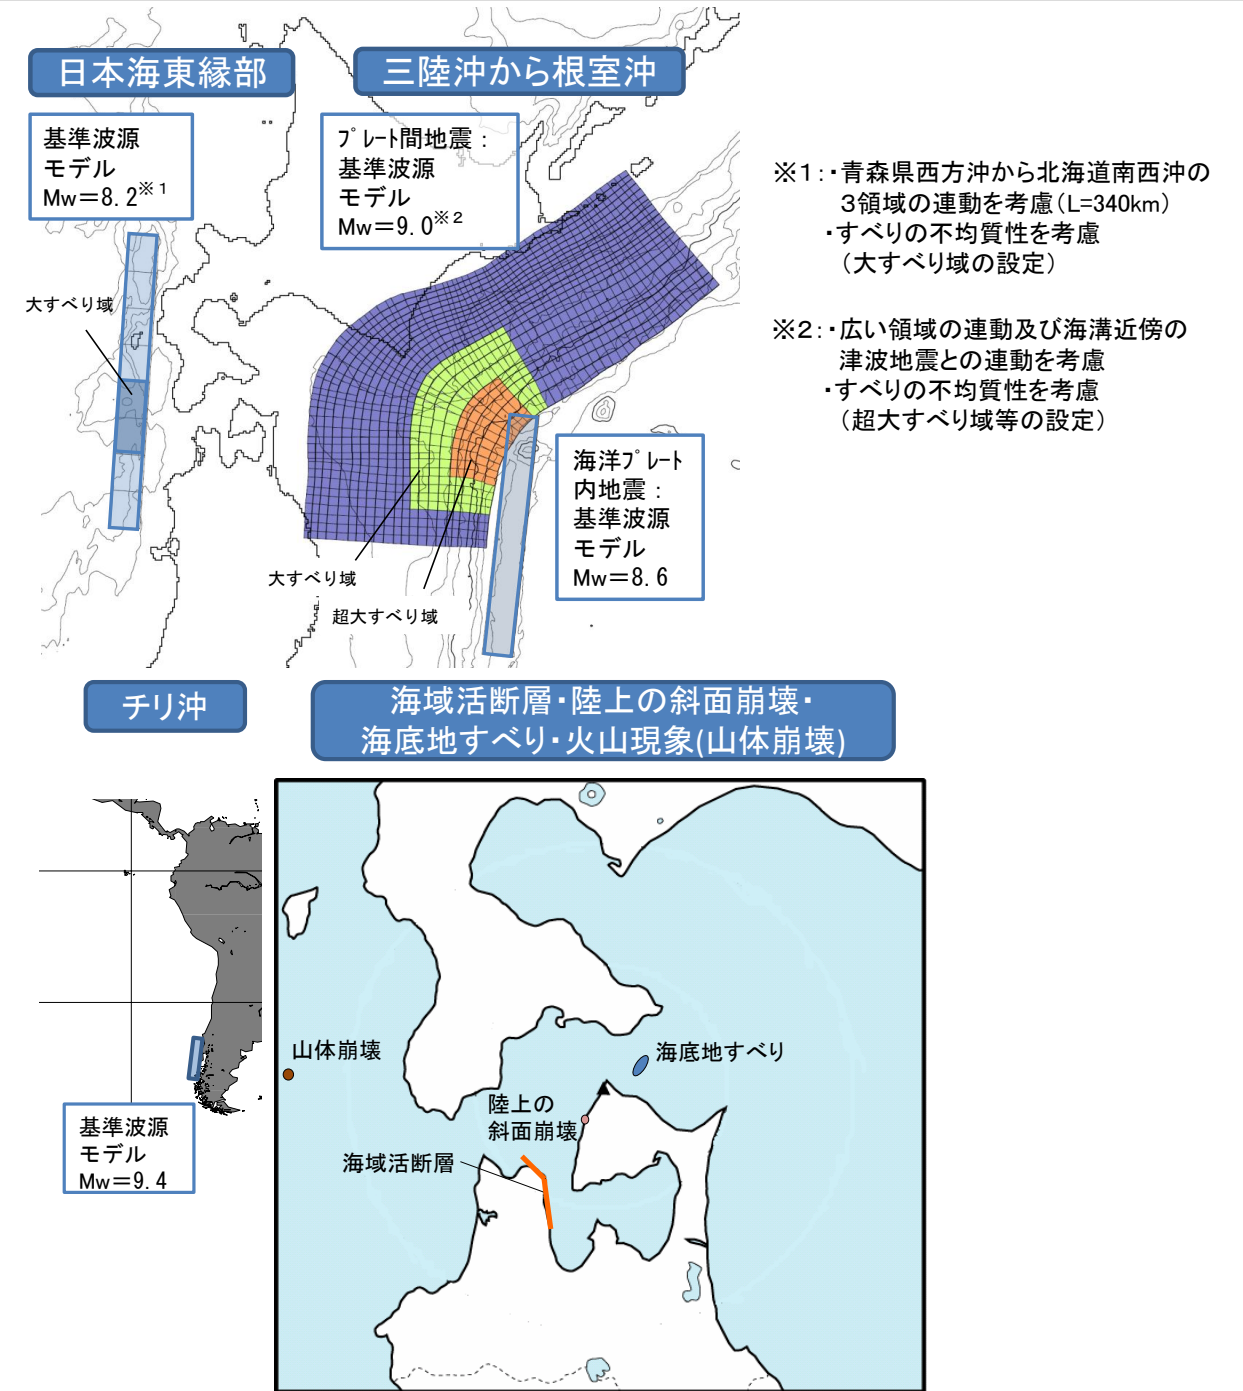 日本海東縁部
三陸沖から根室沖
基準波源
モデル
Mw=8.2※1
プレート間地震：
基準波源
モデル
Mw=9.0※2
※1：・青森県西方沖から北海道南西沖の
3領域の連動を考慮（L=340km）
・すべりの不均質性を考慮
（大すべり域の設定）
※2：・広い領域の連動及び海溝近傍の
津波地震との連動を考慮
・すべりの不均質性を考慮
（超大すべり域等の設定）
大すべり域
海洋プレート
内地震：
基準波源
モデル
Mw=8.6
大すべり域
超大すべり域
チリ沖
海域活断層・陸上の斜面崩壊・
海底地すべり・火山現象(山体崩壊)
山体崩壊
海底地すべり
陸上の
斜面崩壊
海域活断層
基準波源
モデル
Mw=9.4